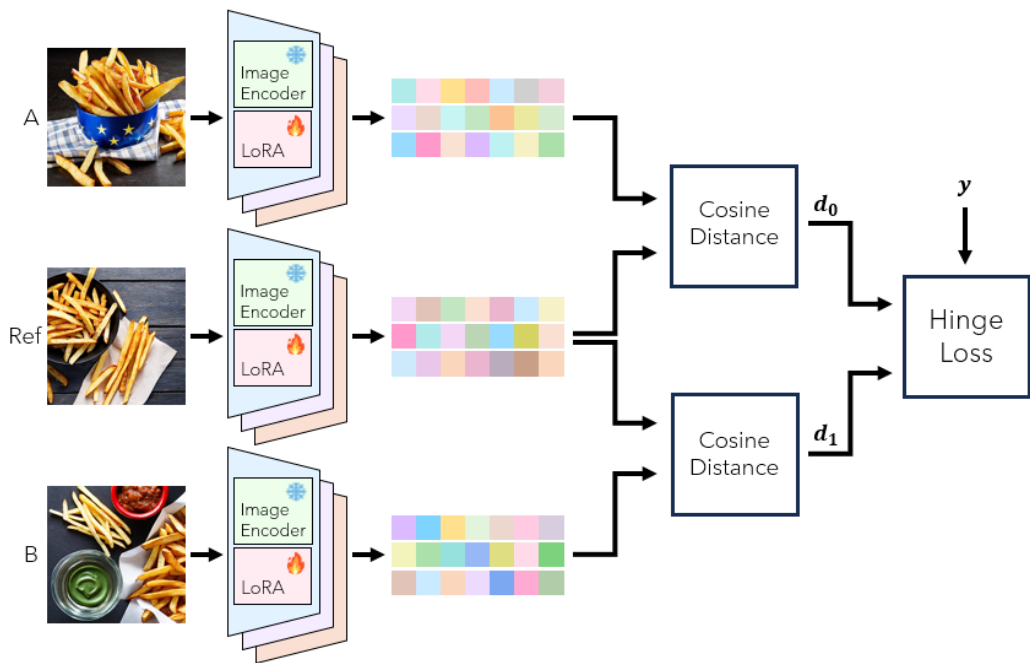 A
Image
Encoder
LoRA
Ref
Image
Encoder
LoRA
B
Image
Encoder
LoRA
Cosine
Distance
d₀
Cosine
Distance
d₁
y
Hinge
Loss